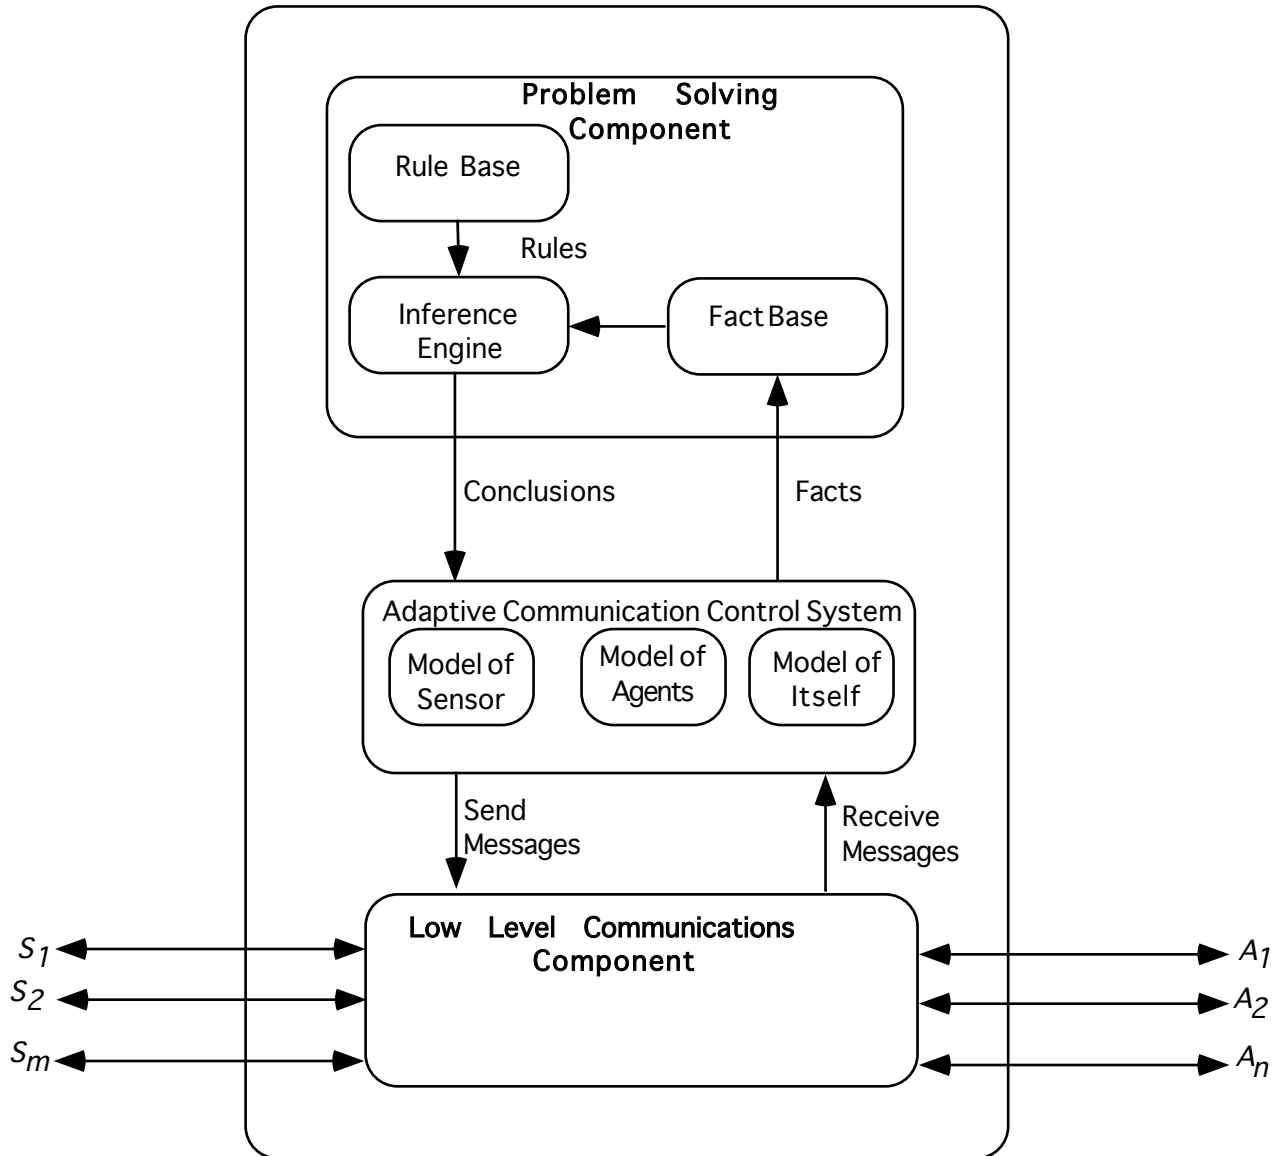 Problem Solving
Component
Rule Base
Rules
Inference
Engine
Fact Base
Conclusions
Facts
Adaptive Communication Control System
Model of
Sensor
Model of
Agents
Model of
Itself
Send
Messages
Receive
Messages
Low Level Communications
Component
S1
S2
Sm
A1
A2
An